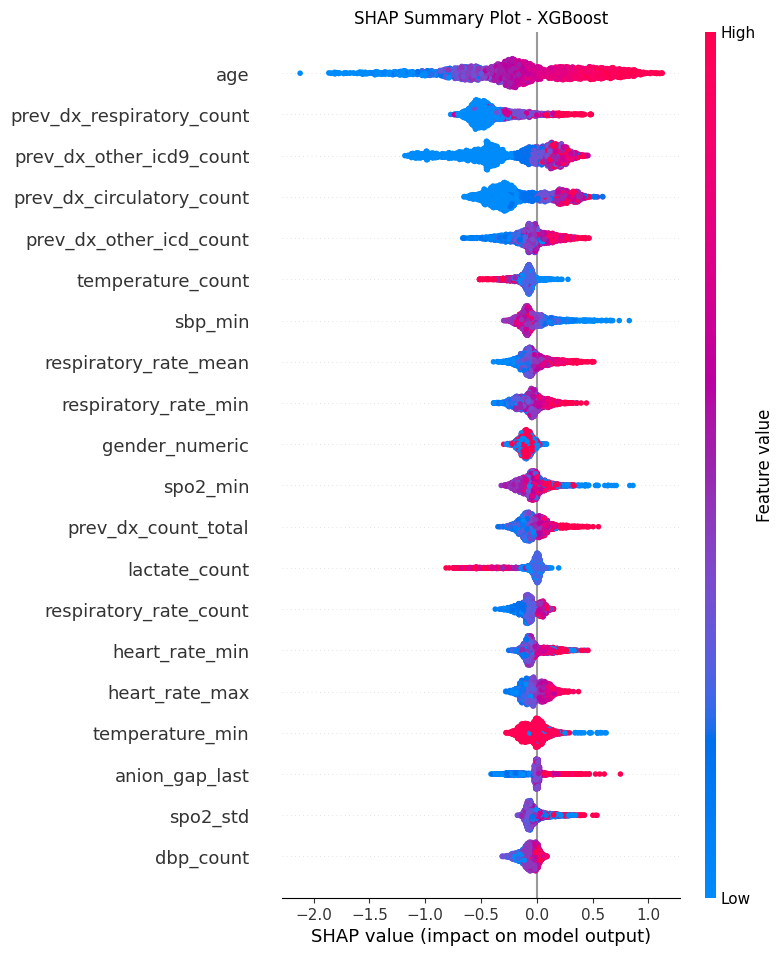 SHAP Summary Plot - XGBoost
High
age
prev_dx_respiratory_count
prev_dx_other_icd9_count
prev_dx_circulatory_count
prev_dx_other_icd_count
temperature_count
sbp_min
respiratory_rate_mean
respiratory_rate_min
gender_numeric
spo2_min
prev_dx_count_total
lactate_count
respiratory_rate_count
heart_rate_min
heart_rate_max
temperature_min
anion_gap_last
spo2_std
dbp_count
Feature value
Low
−2.0 −1.5 −1.0 −0.5 0.0 0.5 1.0
SHAP value (impact on model output)